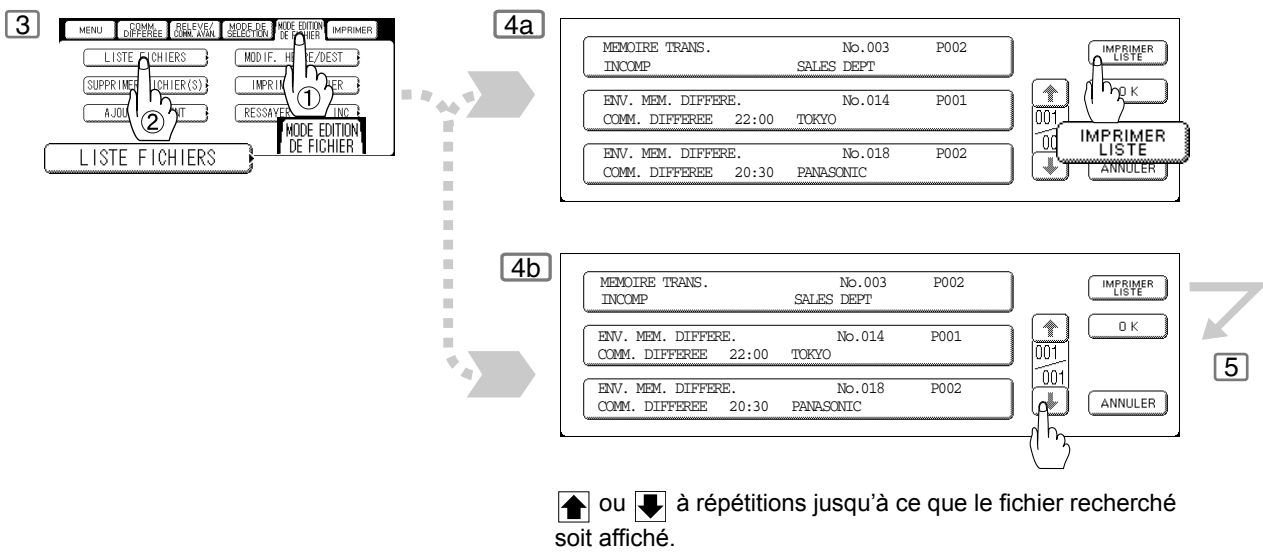 3
MENU
COMM. DIFFEREE
RELEVE/ COMM. AVAN.
MODE DE SELECTION
MODE EDITION DE FICHIER
IMPRIMER
LISTE FICHIERS
MODIF. HEURE/DEST
SUPPRIMER FICHIER(S)
①
②
MODE EDITION
DE FICHIER
LISTE FICHIERS
4a
MEMOIRE TRANS. No.003 P002
INCOMP SALES DEPT
ENV. MEM. DIFFERE. No.014 P001
COMM. DIFFEREE 22:00 TOKYO
ENV. MEM. DIFFERE. No.018 P002
COMM. DIFFEREE 20:30 PANASONIC
001
IMPRIMER
LISTE
OK
IMPRIMER
LISTE
ANNULER
4b
MEMOIRE TRANS. No.003 P002
INCOMP SALES DEPT
ENV. MEM. DIFFERE. No.014 P001
COMM. DIFFEREE 22:00 TOKYO
ENV. MEM. DIFFERE. No.018 P002
COMM. DIFFEREE 20:30 PANASONIC
001
001
IMPRIMER
LISTE
OK
ANNULER
5
ou à répétitions jusqu'à ce que le fichier recherché
soit affiché.